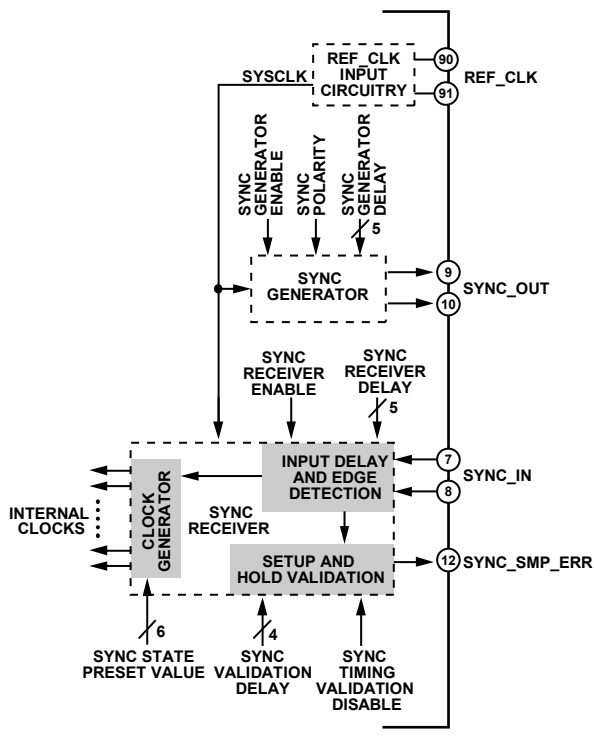 REF_CLK
INPUT
CIRCUITRY
90
91
REF_CLK
SYSCLK
SYNC
GENERATOR
ENABLE
SYNC
POLARITY
SYNC
GENERATOR
DELAY
5
SYNC
GENERATOR
9
10
SYNC_OUT
SYNC
RECEIVER
ENABLE
SYNC
RECEIVER
DELAY
5
INPUT DELAY
AND EDGE
DETECTION
7
8
SYNC_IN
CLOCK
GENERATOR
SYNC
RECEIVER
INTERNAL
CLOCKS
SETUP AND
HOLD VALIDATION
12
SYNC_SMP_ERR
6
SYNC STATE
PRESET VALUE
4
SYNC
VALIDATION
DELAY
SYNC
TIMING
VALIDATION
DISABLE